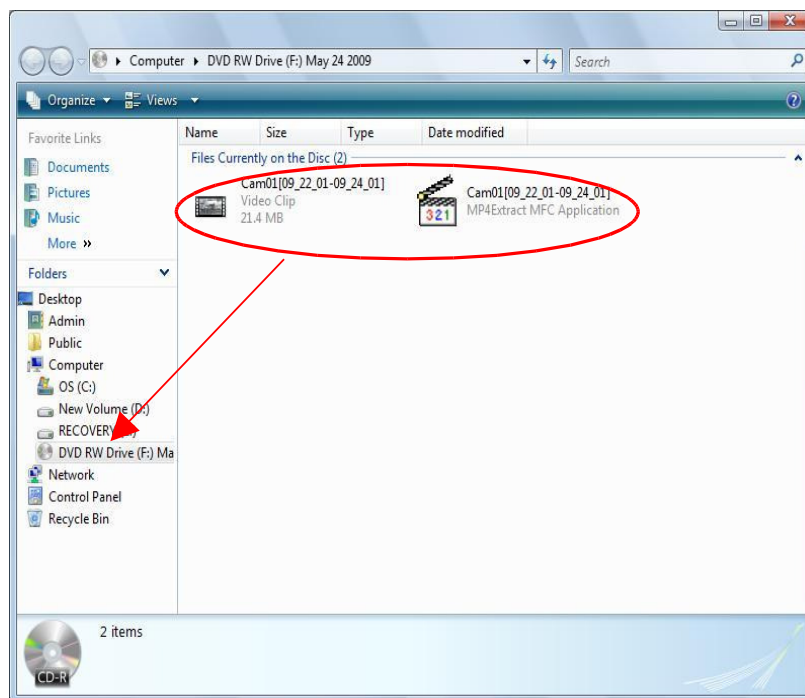 Computer ▸ DVD RW Drive (F:) May 24 2009
Search
Organize
Views
Favorite Links
Documents
Pictures
Music
More »
Folders
Desktop
Admin
Public
Computer
OS (C:)
New Volume (D:)
RECOVERY
DVD RW Drive (F:) Ma
Network
Control Panel
Recycle Bin
Name Size Type Date modified
Files Currently on the Disc (2)
Cam01[09_22_01-09_24_01]
Video Clip
21.4 MB
321
Cam01[09_22_01-09_24_01]
MP4Extract MFC Application
2 items
CD-R